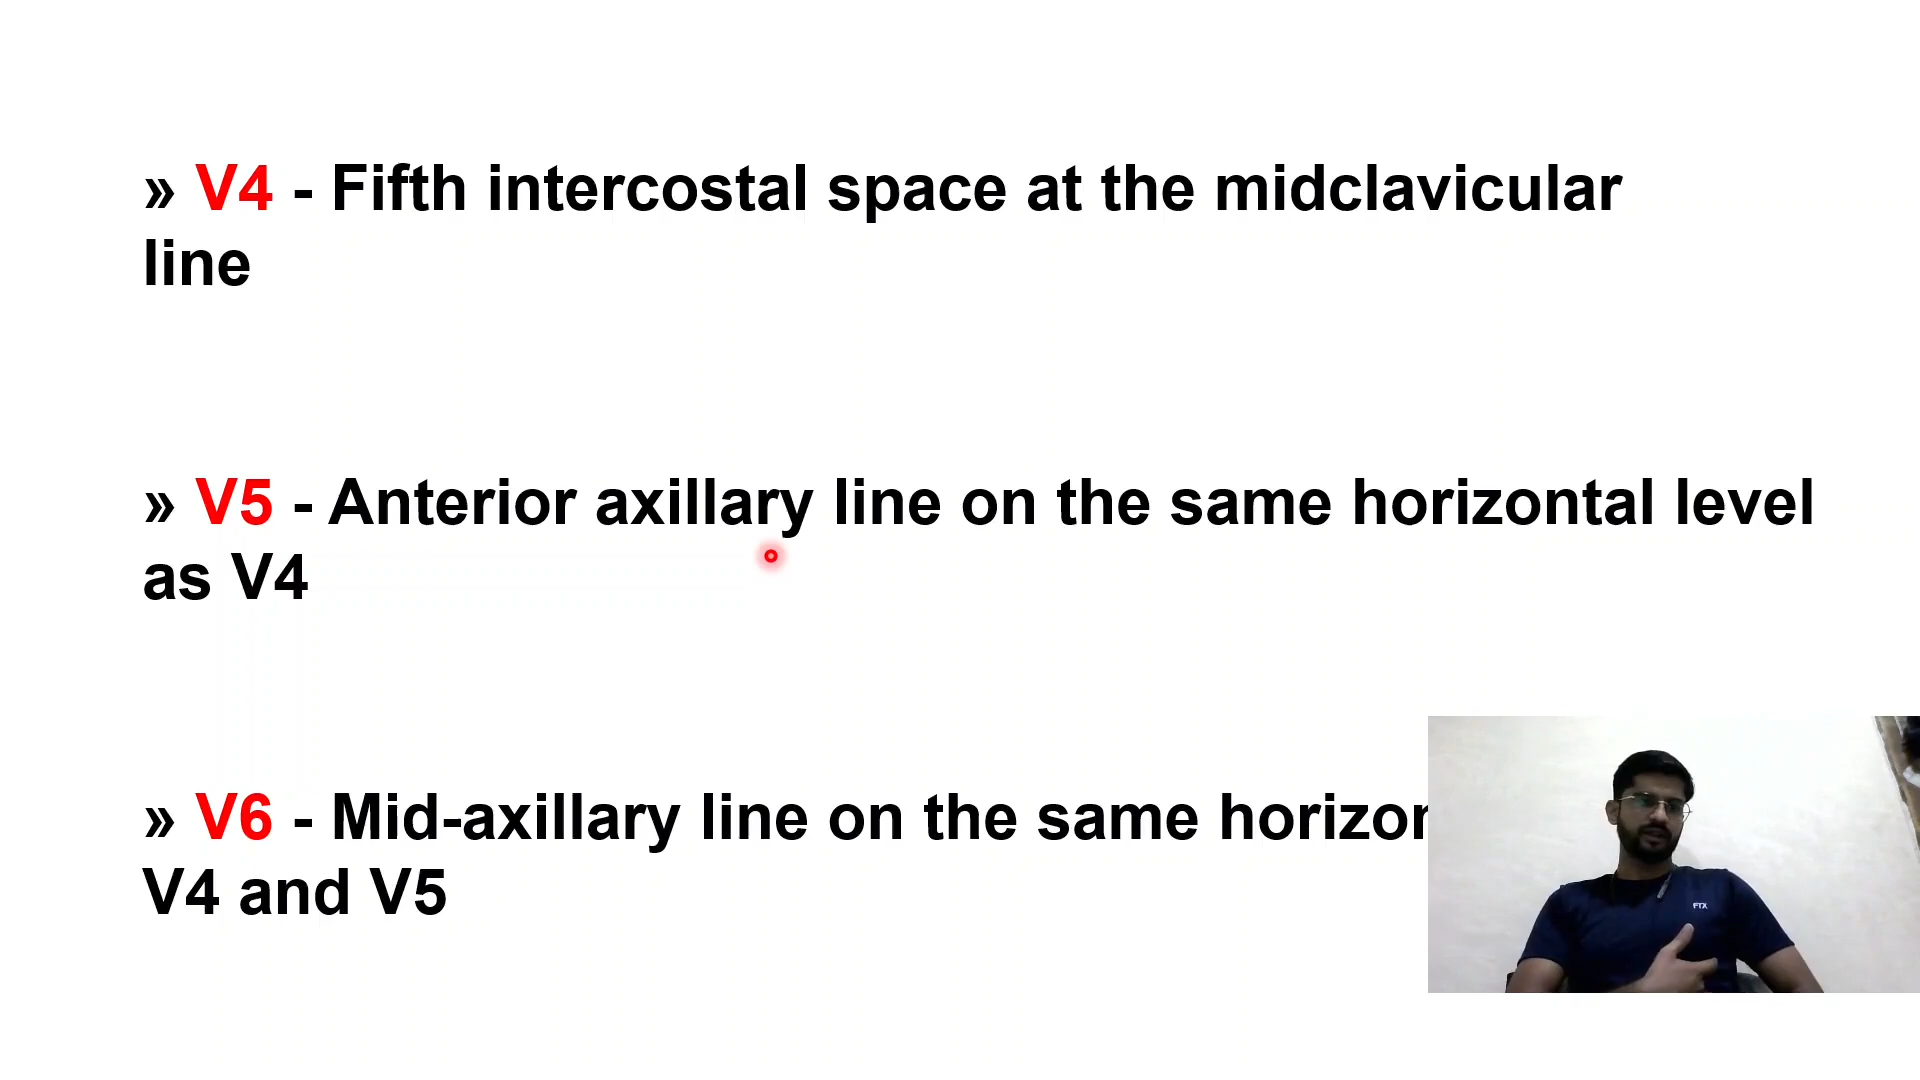 » V4 - Fifth intercostal space at the midclavicular
line
» V5 - Anterior axillary line on the same horizontal level
as V4
» V6 - Mid-axillary line on the same
V4 and V5
FTX